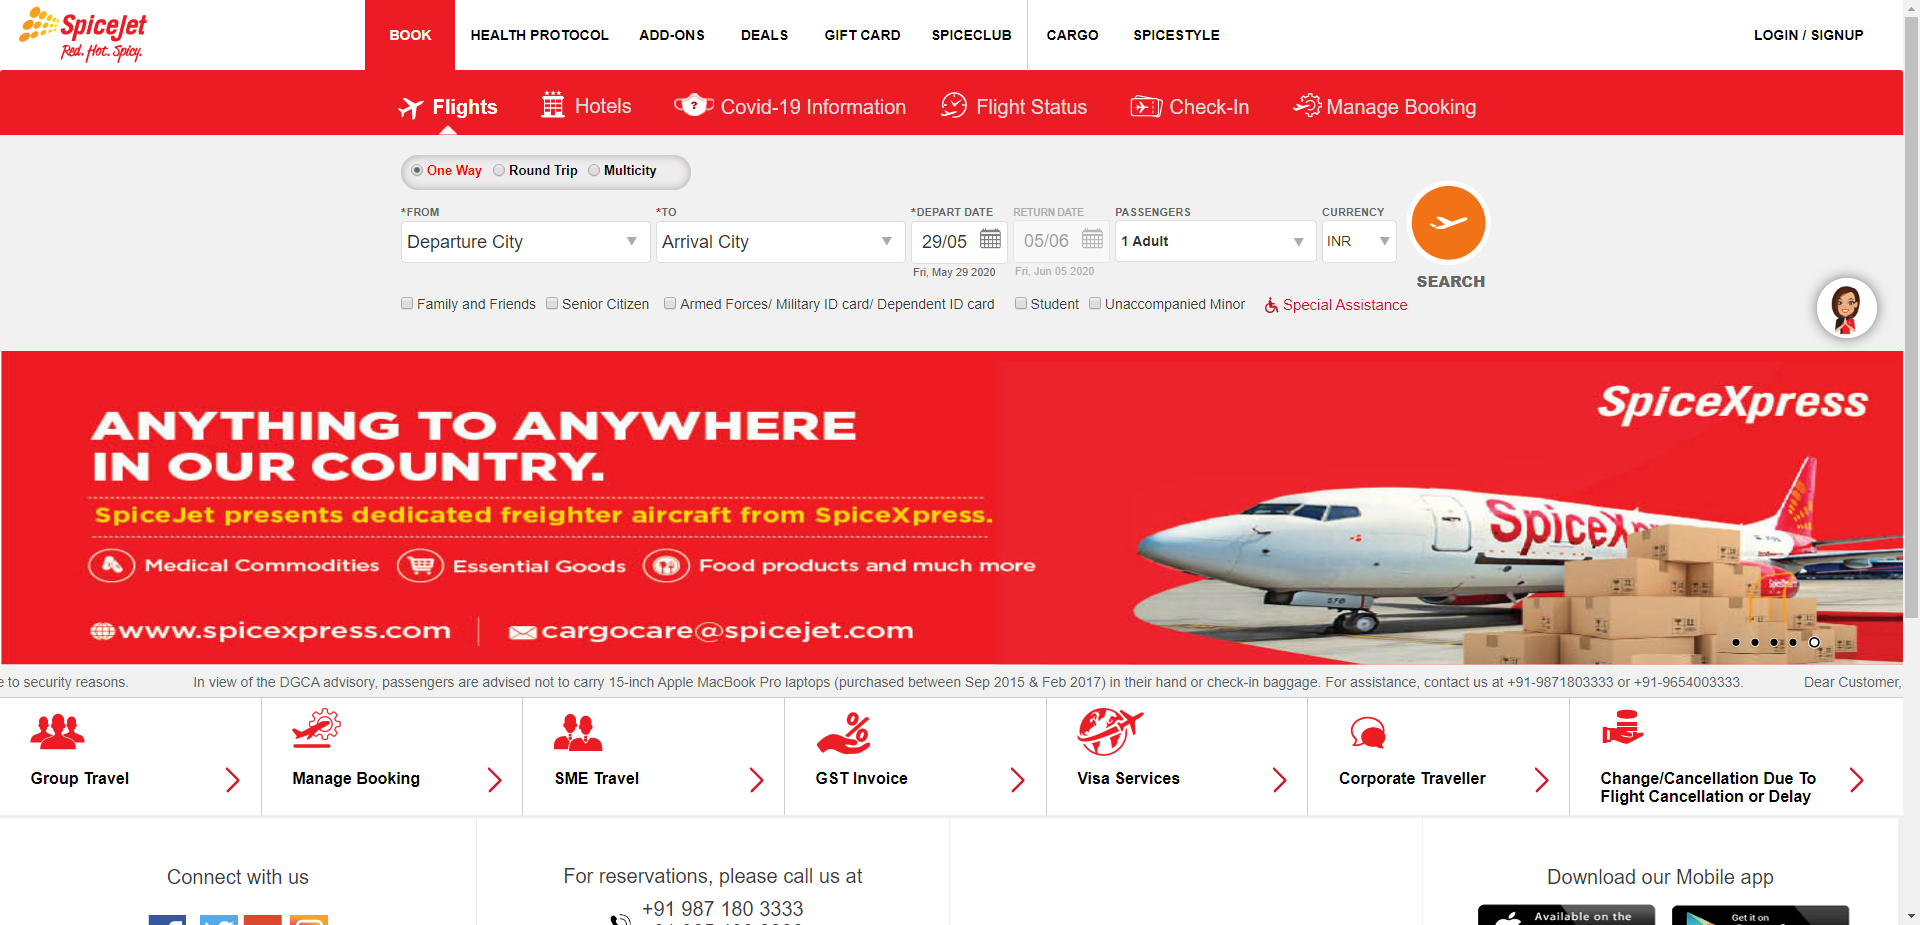 SpiceJet
Red. Hot. Spicy.
BOOK
HEALTH PROTOCOL
ADD-ONS
DEALS
GIFT CARD
SPICECLUB
CARGO
SPICESTYLE
LOGIN / SIGNUP
Flights
Hotels
?
Covid-19 Information
Flight Status
Check-In
Manage Booking
One Way
Round Trip
Multicity
*FROM
*TO
*DEPART DATE
RETURN DATE
PASSENGERS
CURRENCY
Departure City
Arrival City
29/05
05/06
1 Adult
INR
Fri, May 29 2020
Fri, Jun 05 2020
SEARCH
Family and Friends
Senior Citizen
Armed Forces/ Military ID card/ Dependent ID card
Student
Unaccompanied Minor
Special Assistance
SpiceXpress
ANYTHING TO ANYWHERE
IN OUR COUNTRY.
SpiceJet presents dedicated freighter aircraft from SpiceXpress.
Medical Commodities
Essential Goods
Food products and much more
www.spicexpress.com
cargocare@spicejet.com
e to security reasons.
In view of the DGCA advisory, passengers are advised not to carry 15-inch Apple MacBook Pro laptops (purchased between Sep 2015 & Feb 2017) in their hand or check-in baggage. For assistance, contact us at +91-9871803333 or +91-9654003333.
Dear Customer,
Group Travel
Manage Booking
SME Travel
%
GST Invoice
Visa Services
Corporate Traveller
Change/Cancellation Due To
Flight Cancellation or Delay
Connect with us
For reservations, please call us at
+91 987 180 3333
Download our Mobile app
Available on the
Get it on